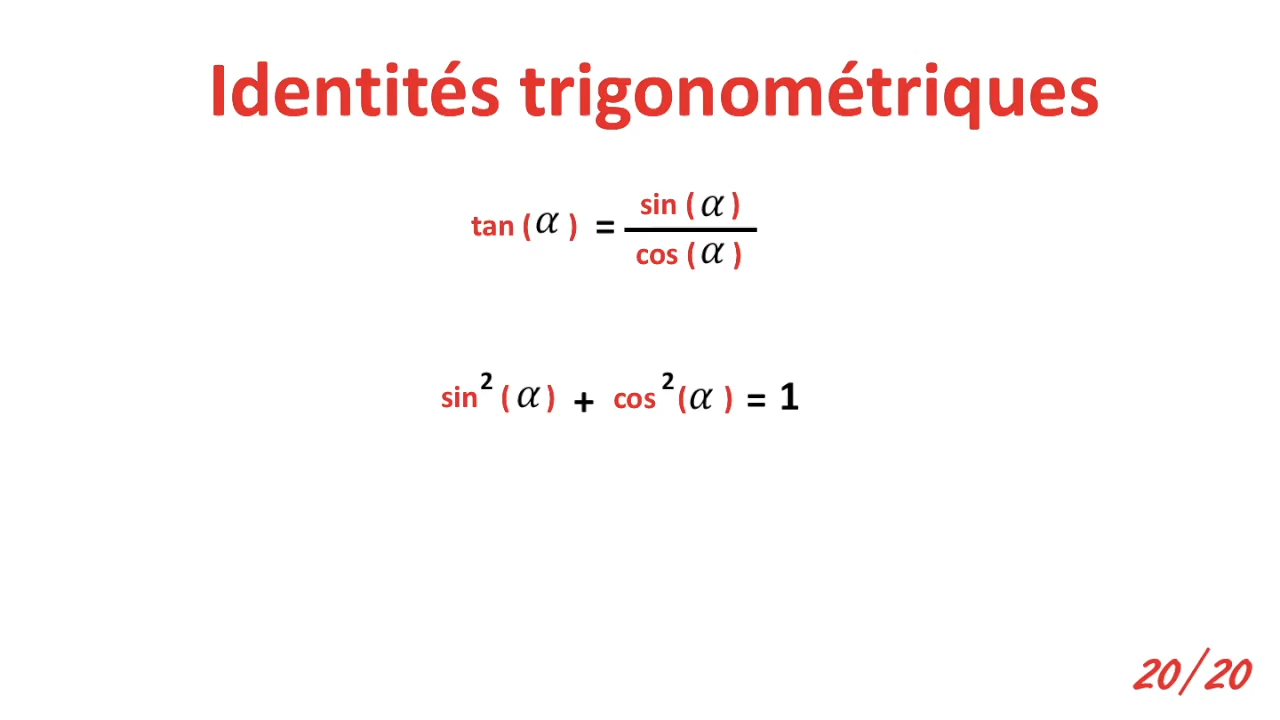 Identités trigonométriques
tan (α) = sin (α) / cos (α)
sin² (α) + cos² (α) = 1
20/20